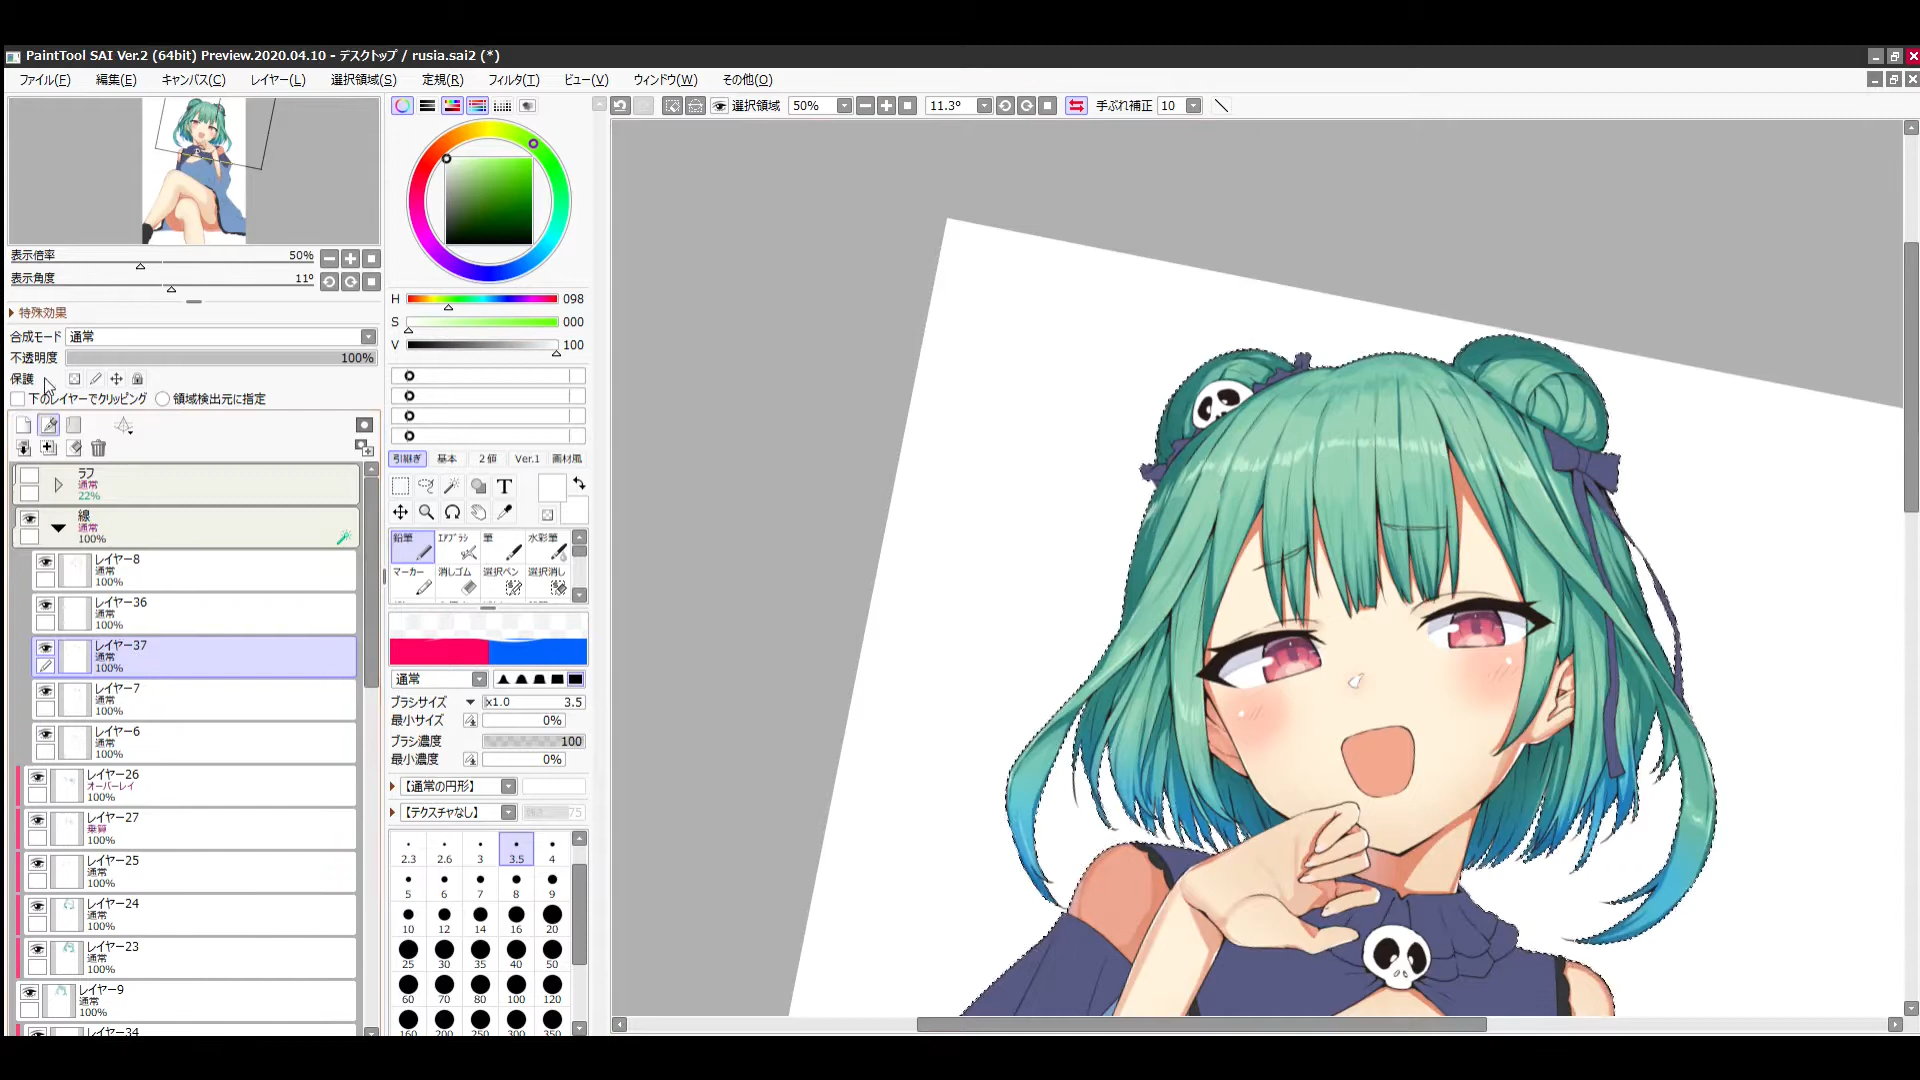 PaintTool SAI Ver.2 (64bit) Preview.2020.04.10 - デスクトップ / rusia.sai2 (*)
ファイル(F) 編集(E) キャンバス(C) レイヤー(L) 選択領域(S) 定規(R) フィルタ(T) ビュー(V) ウィンドウ(W) その他(O)
選択領域 50% 11.3º 手ぶれ補正 10
表示倍率 50%
表示角度 11º
特殊効果
合成モード 通常
不透明度 100%
保護
下のレイヤーでクリッピング 領域検出元に指定
ラフ
通常
22%
線
通常
100%
レイヤー8
通常
100%
レイヤー36
通常
100%
レイヤー37
通常
100%
レイヤー7
通常
100%
レイヤー6
通常
100%
レイヤー26
オーバーレイ
100%
レイヤー27
乗算
100%
レイヤー25
通常
100%
レイヤー24
通常
100%
レイヤー23
通常
100%
レイヤー9
通常
100%
レイヤー34
H 098
S 000
V 100
引継ぎ 基本 2値 Ver.1 画材風
T
鉛筆 エアブラシ 筆 水彩筆
マーカー 消しゴム 選択ペン 選択消し
通常
ブラシサイズ x1.0 3.5
最小サイズ 0%
ブラシ濃度 100
最小濃度 0%
【通常の円形】
【テクスチャなし】 75
2.3 2.6 3 3.5 4
5 6 7 8 9
10 12 14 16 20
25 30 35 40 50
60 70 80 100 120
160 200 250 300 350